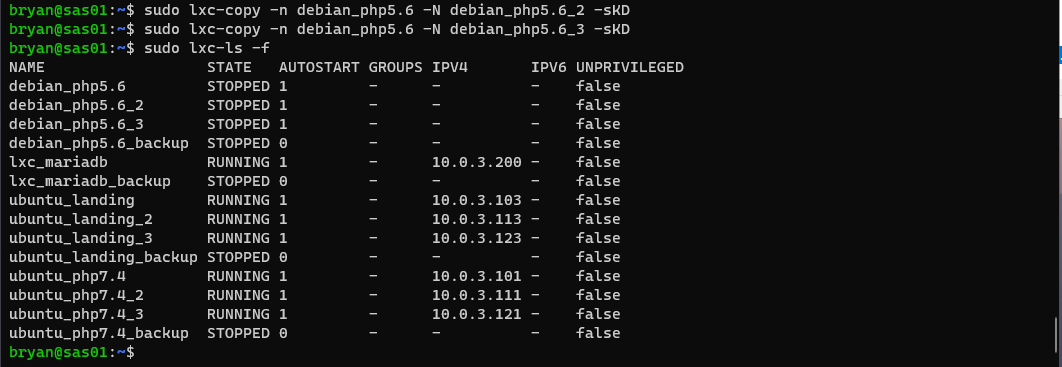 bryan@sas01:~$ sudo lxc-copy -n debian_php5.6 -N debian_php5.6_2 -sKD
bryan@sas01:~$ sudo lxc-copy -n debian_php5.6 -N debian_php5.6_3 -sKD
bryan@sas01:~$ sudo lxc-ls -f
NAME                  STATE   AUTOSTART GROUPS IPV4       IPV6 UNPRIVILEGED
debian_php5.6         STOPPED 1         -      -          -    false
debian_php5.6_2       STOPPED 1         -      -          -    false
debian_php5.6_3       STOPPED 1         -      -          -    false
debian_php5.6_backup  STOPPED 0         -      -          -    false
lxc_mariadb           RUNNING 1         -      10.0.3.200 -    false
lxc_mariadb_backup    STOPPED 0         -      -          -    false
ubuntu_landing        RUNNING 1         -      10.0.3.103 -    false
ubuntu_landing_2      RUNNING 1         -      10.0.3.113 -    false
ubuntu_landing_3      RUNNING 1         -      10.0.3.123 -    false
ubuntu_landing_backup STOPPED 0         -      -          -    false
ubuntu_php7.4         RUNNING 1         -      10.0.3.101 -    false
ubuntu_php7.4_2       RUNNING 1         -      10.0.3.111 -    false
ubuntu_php7.4_3       RUNNING 1         -      10.0.3.121 -    false
ubuntu_php7.4_backup  STOPPED 0         -      -          -    false
bryan@sas01:~$